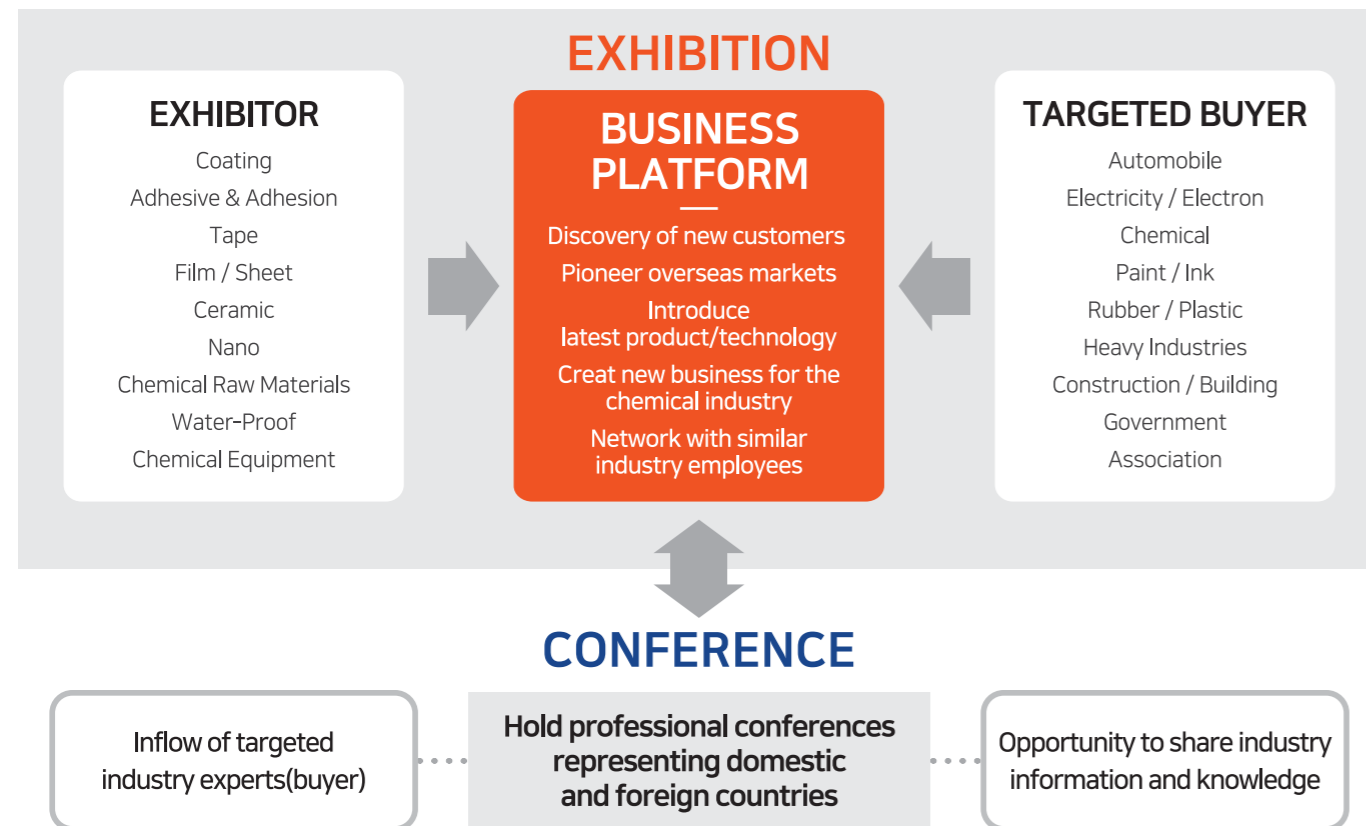 EXHIBITION
EXHIBITOR
Coating
Adhesive & Adhesion
Tape
Film / Sheet
Ceramic
Nano
Chemical Raw Materials
Water-Proof
Chemical Equipment
BUSINESS
PLATFORM
Discovery of new customers
Pioneer overseas markets
Introduce
latest product/technology
Creat new business for the
chemical industry
Network with similar
industry employees
TARGETED BUYER
Automobile
Electricity / Electron
Chemical
Paint / Ink
Rubber / Plastic
Heavy Industries
Construction / Building
Government
Association
CONFERENCE
Inflow of targeted
industry experts(buyer)
Hold professional conferences
representing domestic
and foreign countries
Opportunity to share industry
information and knowledge